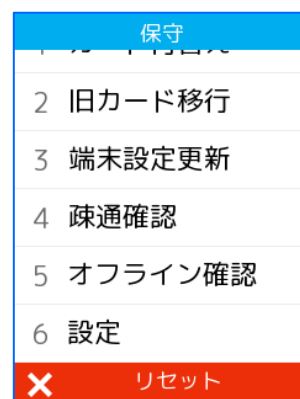 保守
2 旧カード移行
3 端末設定更新
4 疎通確認
5 オフライン確認
6 設定
× リセット